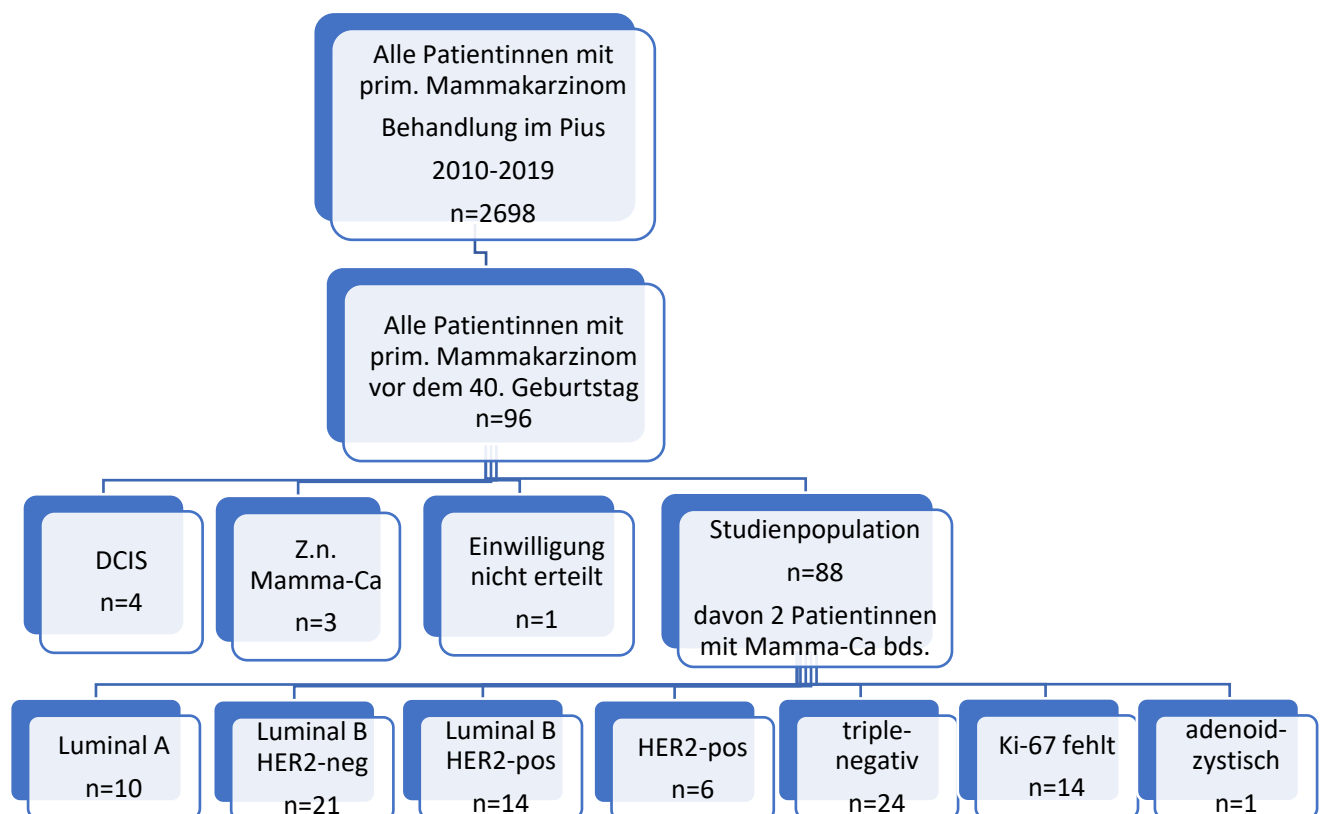 Alle Patientinnen mit
prim. Mammakarzinom
Behandlung im Pius
2010-2019
n=2698
Alle Patientinnen mit
prim. Mammakarzinom
vor dem 40. Geburtstag
n=96
DCIS
n=4
Z.n.
Mamma-Ca
n=3
Einwilligung
nicht erteilt
n=1
Studienpopulation
n=88
davon 2 Patientinnen
mit Mamma-Ca bds.
Luminal A
n=10
Luminal B
HER2-neg
n=21
Luminal B
HER2-pos
n=14
HER2-pos
n=6
triple-
negativ
n=24
Ki-67 fehlt
n=14
adenoid-
zystisch
n=1